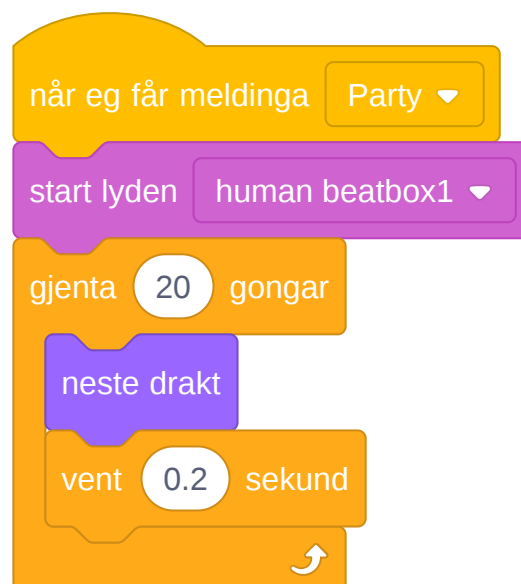 når eg får meldinga Party
start lyden human beatbox1
gjenta 20 gongar
neste drakt
vent 0.2 sekund